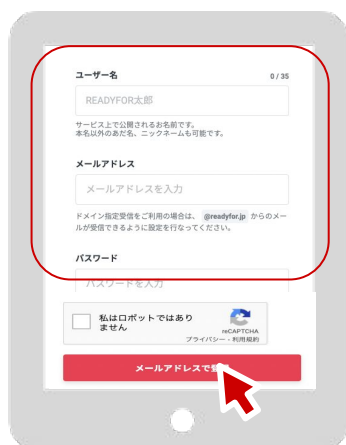 ユーザー名
0 / 35
READYFOR太郎
サービス上で公開されるお名前です。
本名以外のあだ名、ニックネームも可能です。
メールアドレス
メールアドレスを入力
ドメイン指定受信をご利用の場合は、 @readyfor.jp からのメー
ルが受信できるように設定を行なってください。
パスワード
パスワードを入力
私はロボットではあり
ません
reCAPTCHA
プライバシー - 利用規約
メールアドレスで登